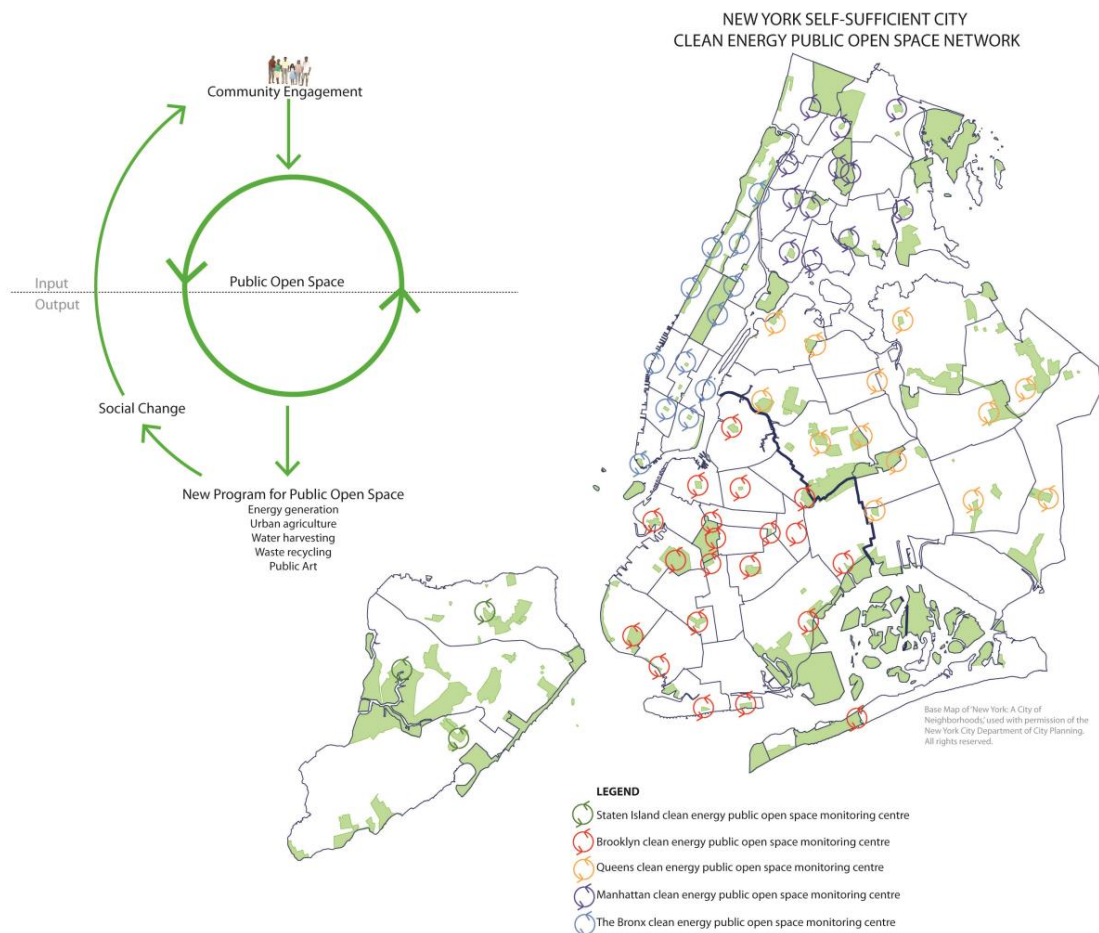 NEW YORK SELF-SUFFICIENT CITY
CLEAN ENERGY PUBLIC OPEN SPACE NETWORK
Community Engagement
Public Open Space
Input
Output
Social Change
New Program for Public Open Space
Energy generation
Urban agriculture
Water harvesting
Waste recycling
Public Art
Base Map of 'New York: A City of
Neighborhoods,' used with permission of the
New York City Department of City Planning.
All rights reserved.
LEGEND
Staten Island clean energy public open space monitoring centre
Brooklyn clean energy public open space monitoring centre
Queens clean energy public open space monitoring centre
Manhattan clean energy public open space monitoring centre
The Bronx clean energy public open space monitoring centre